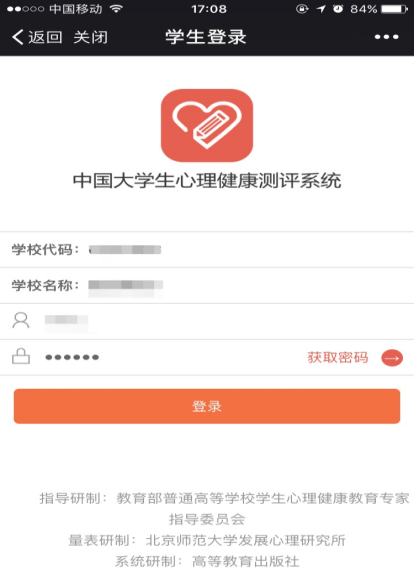 中国移动 17:08 84%
返回 关闭 学生登录
中国大学生心理健康测评系统
学校代码：
学校名称：
获取密码
登录
指导研制：教育部普通高等学校学生心理健康教育专家
指导委员会
量表研制：北京师范大学发展心理研究所
系统研制：高等教育出版社